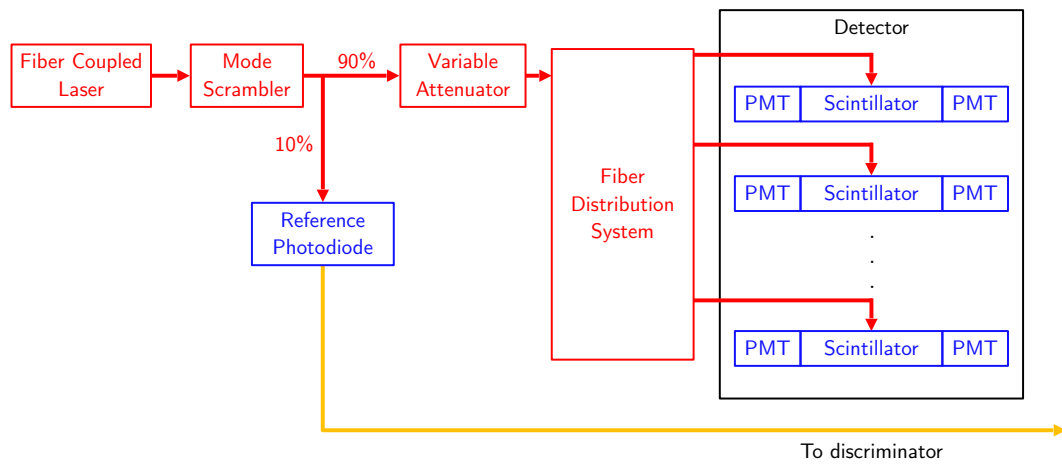 Detector
Fiber Coupled
Laser
Mode
Scrambler
90%
Variable
Attenuator
10%
Reference
Photodiode
Fiber
Distribution
System
PMT Scintillator PMT
PMT Scintillator PMT
.
.
.
PMT Scintillator PMT
To discriminator